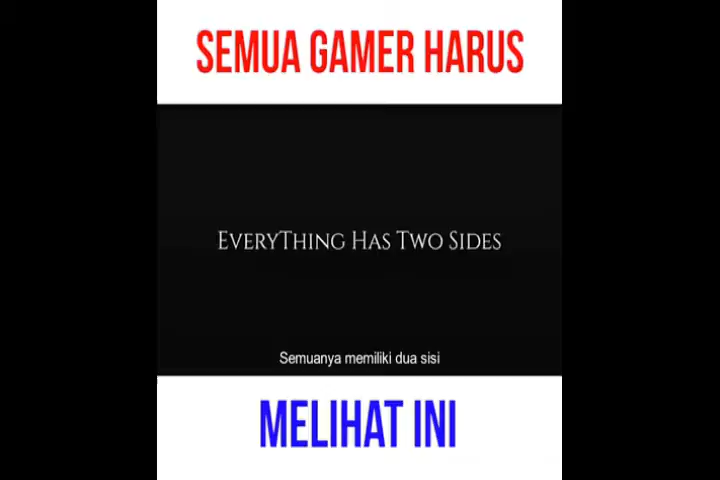 SEMUA GAMER HARUS
EVERYTHING HAS TWO SIDES
Semuanya memiliki dua sisi
MELIHAT INI